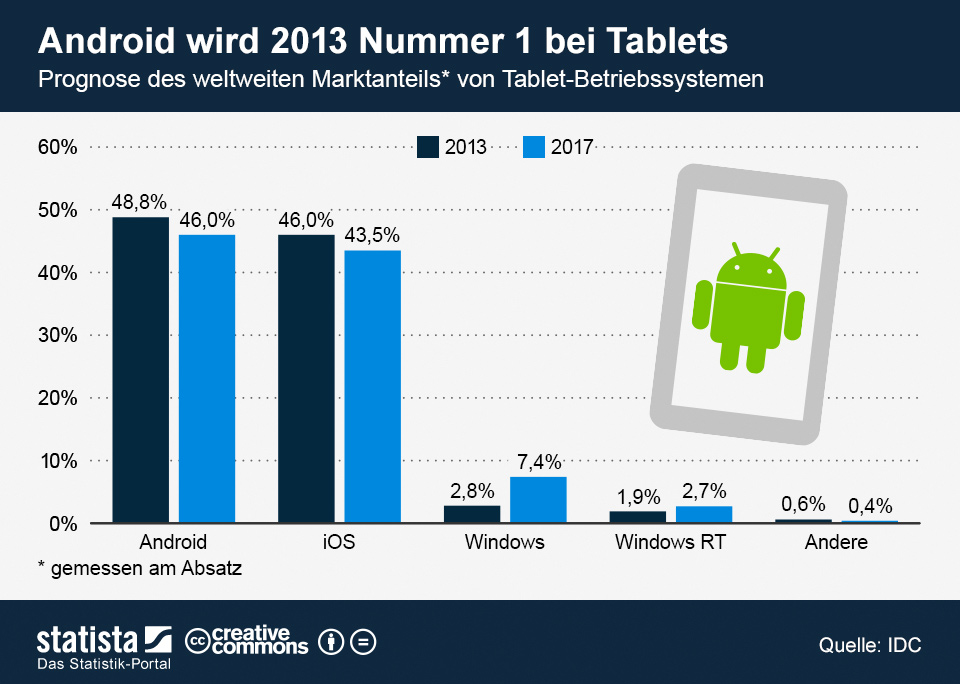 Android wird 2013 Nummer 1 bei Tablets
Prognose des weltweiten Marktanteils* von Tablet-Betriebssystemen
60%
2013
2017
50%
40%
30%
20%
10%
0%
48,8%
46,0%
46,0%
43,5%
2,8%
7,4%
1,9%
2,7%
0,6%
0,4%
Android
iOS
Windows
Windows RT
Andere
* gemessen am Absatz
statista
Das Statistik-Portal
cc creative
commons
Quelle: IDC